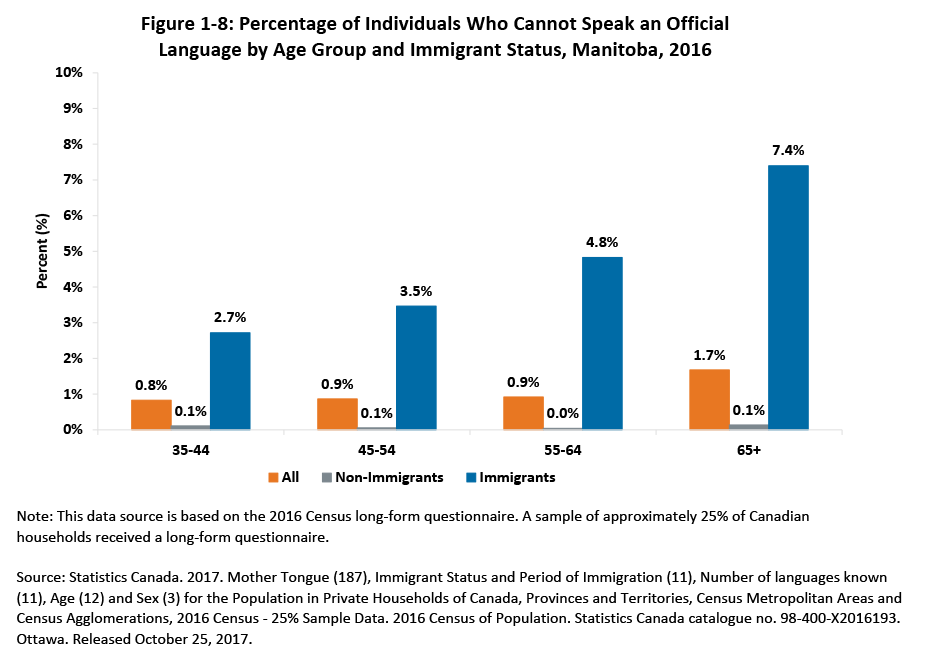 Figure 1-8: Percentage of Individuals Who Cannot Speak an Official
Language by Age Group and Immigrant Status, Manitoba, 2016
10%
9%
8%
7%
6%
5%
4%
3%
2%
1%
0%
Percent (%)
0.8%
0.1%
2.7%
0.9%
0.1%
3.5%
0.9%
0.0%
4.8%
1.7%
0.1%
7.4%
35-44
45-54
55-64
65+
All
Non-Immigrants
Immigrants
Note: This data source is based on the 2016 Census long-form questionnaire. A sample of approximately 25% of Canadian
households received a long-form questionnaire.
Source: Statistics Canada. 2017. Mother Tongue (187), Immigrant Status and Period of Immigration (11), Number of languages known
(11), Age (12) and Sex (3) for the Population in Private Households of Canada, Provinces and Territories, Census Metropolitan Areas and
Census Agglomerations, 2016 Census - 25% Sample Data. 2016 Census of Population. Statistics Canada catalogue no. 98-400-X2016193.
Ottawa. Released October 25, 2017.